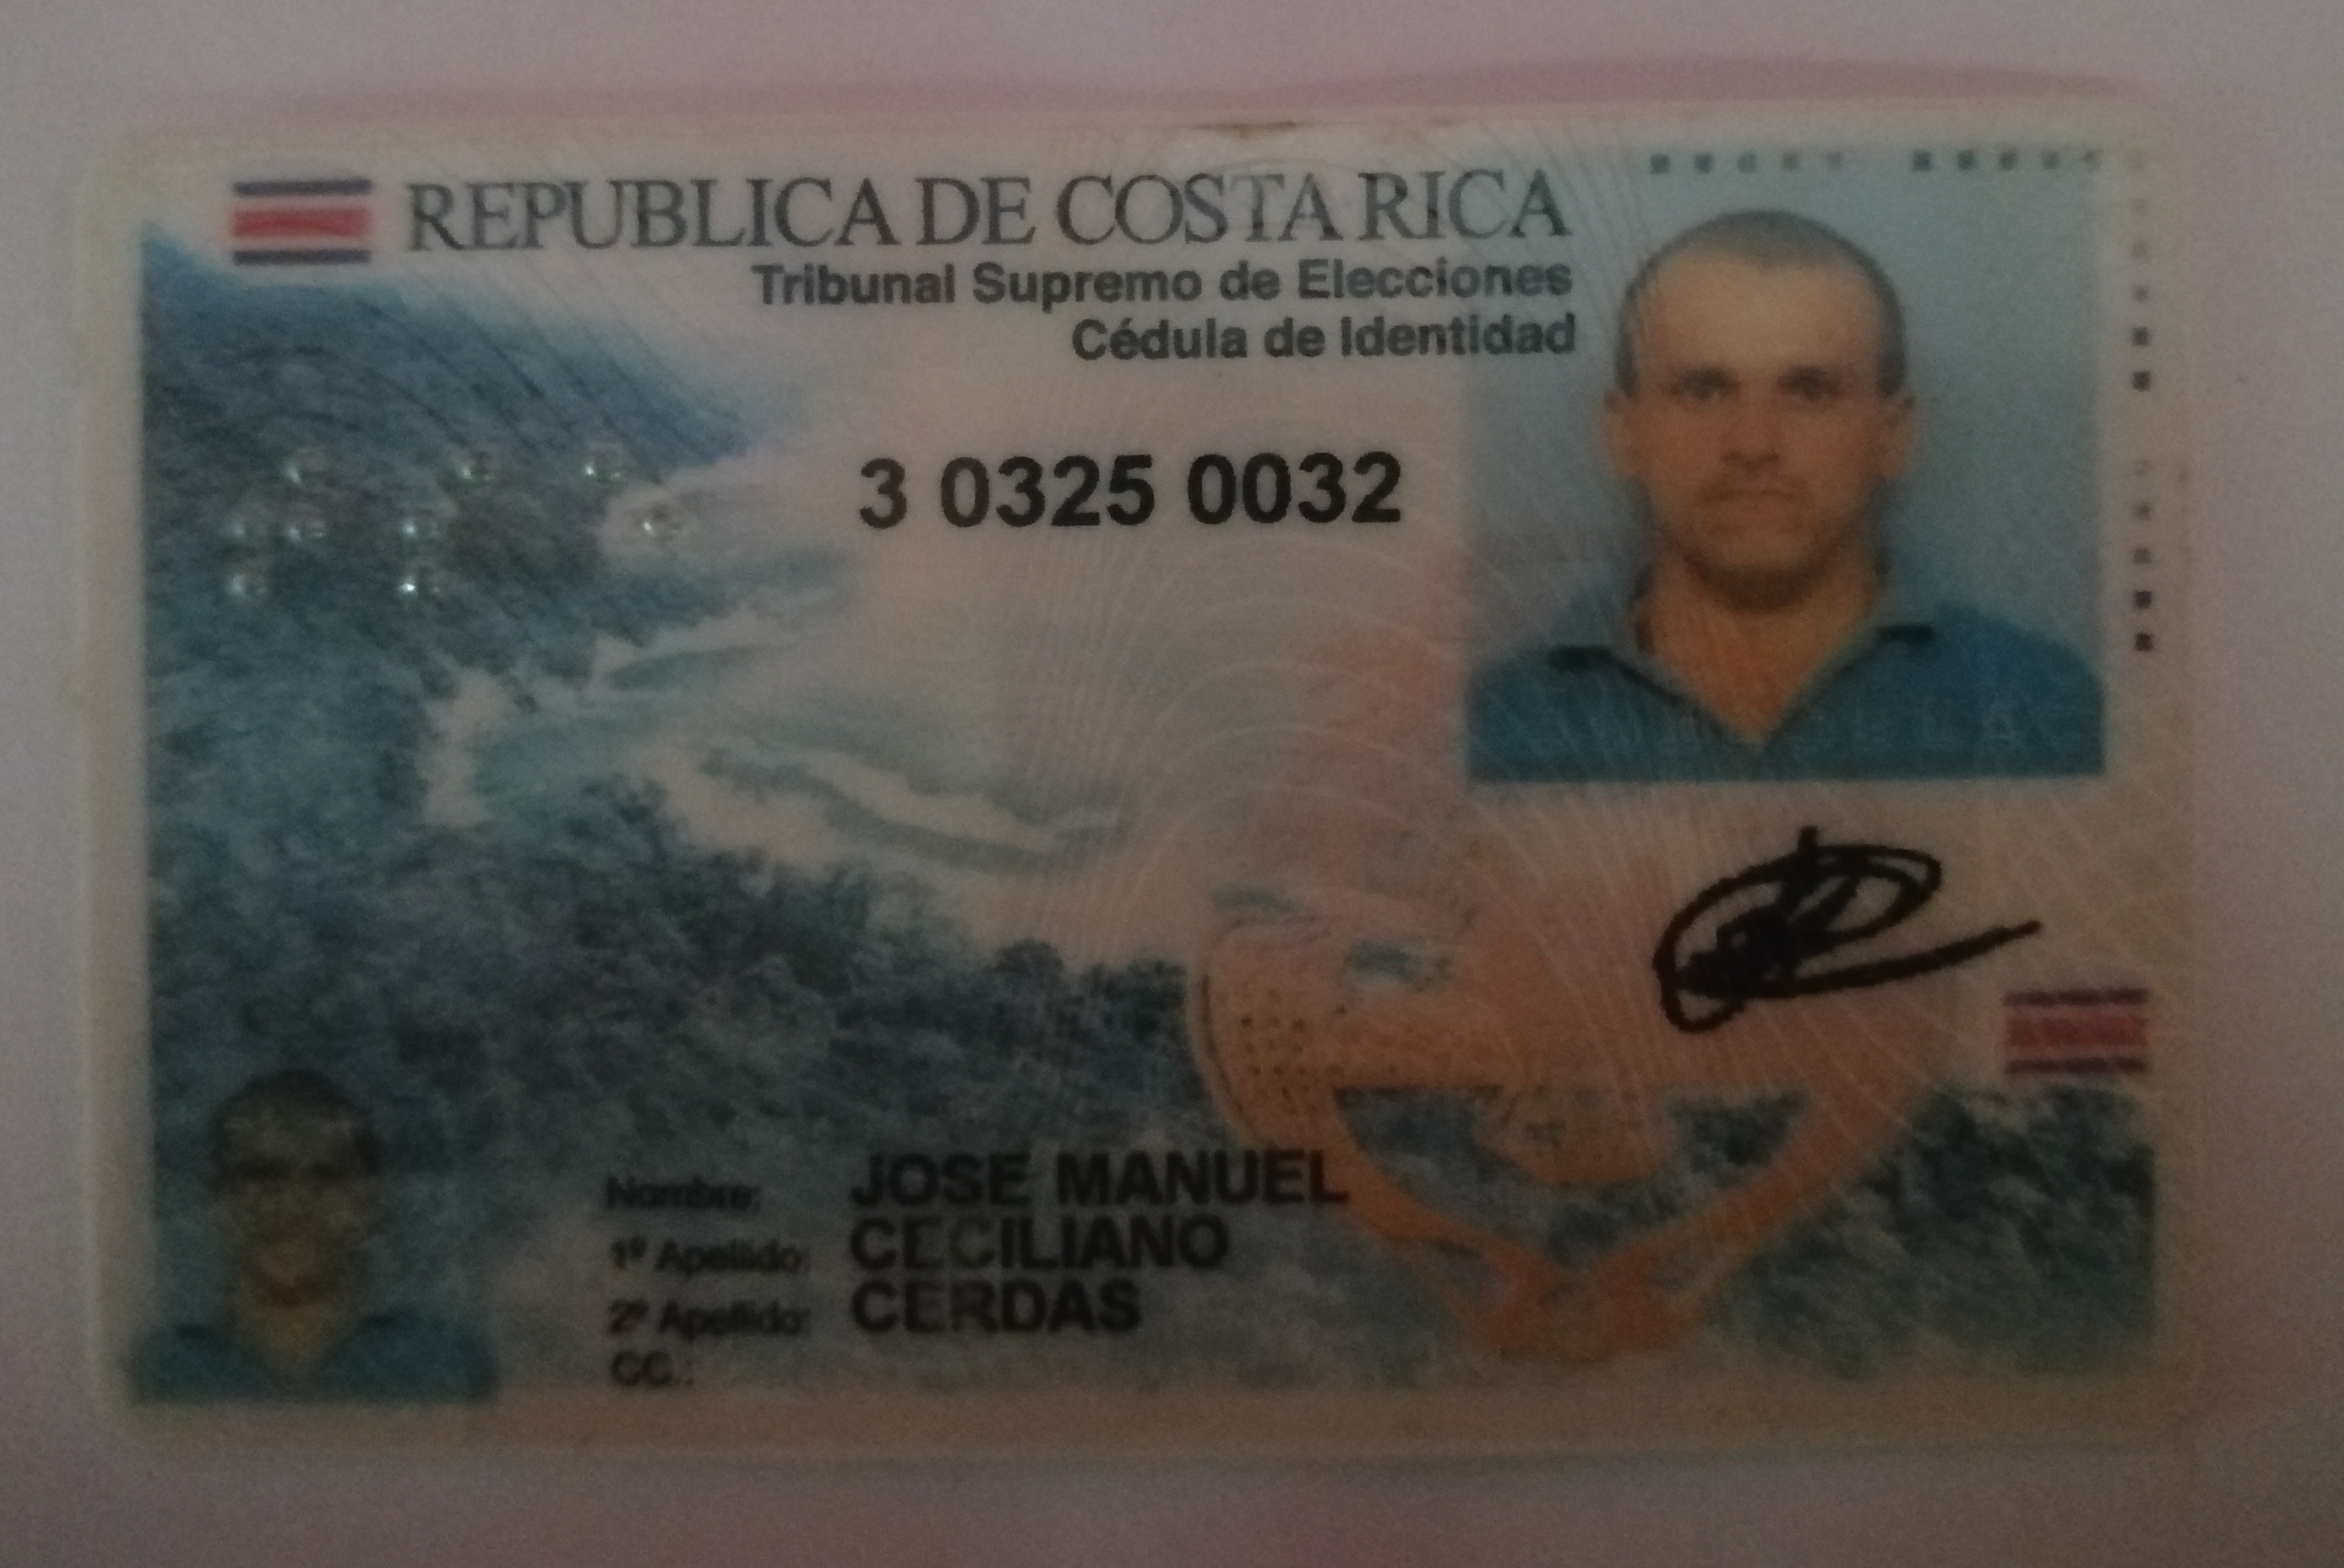 REPUBLICA DE COSTA RICA
Tribunal Supremo de Elecciones
Cédula de Identidad
3 0325 0032
Nombre: JOSE MANUEL
1º Apellido: CECILIANO
2º Apellido: CERDAS
CC.: